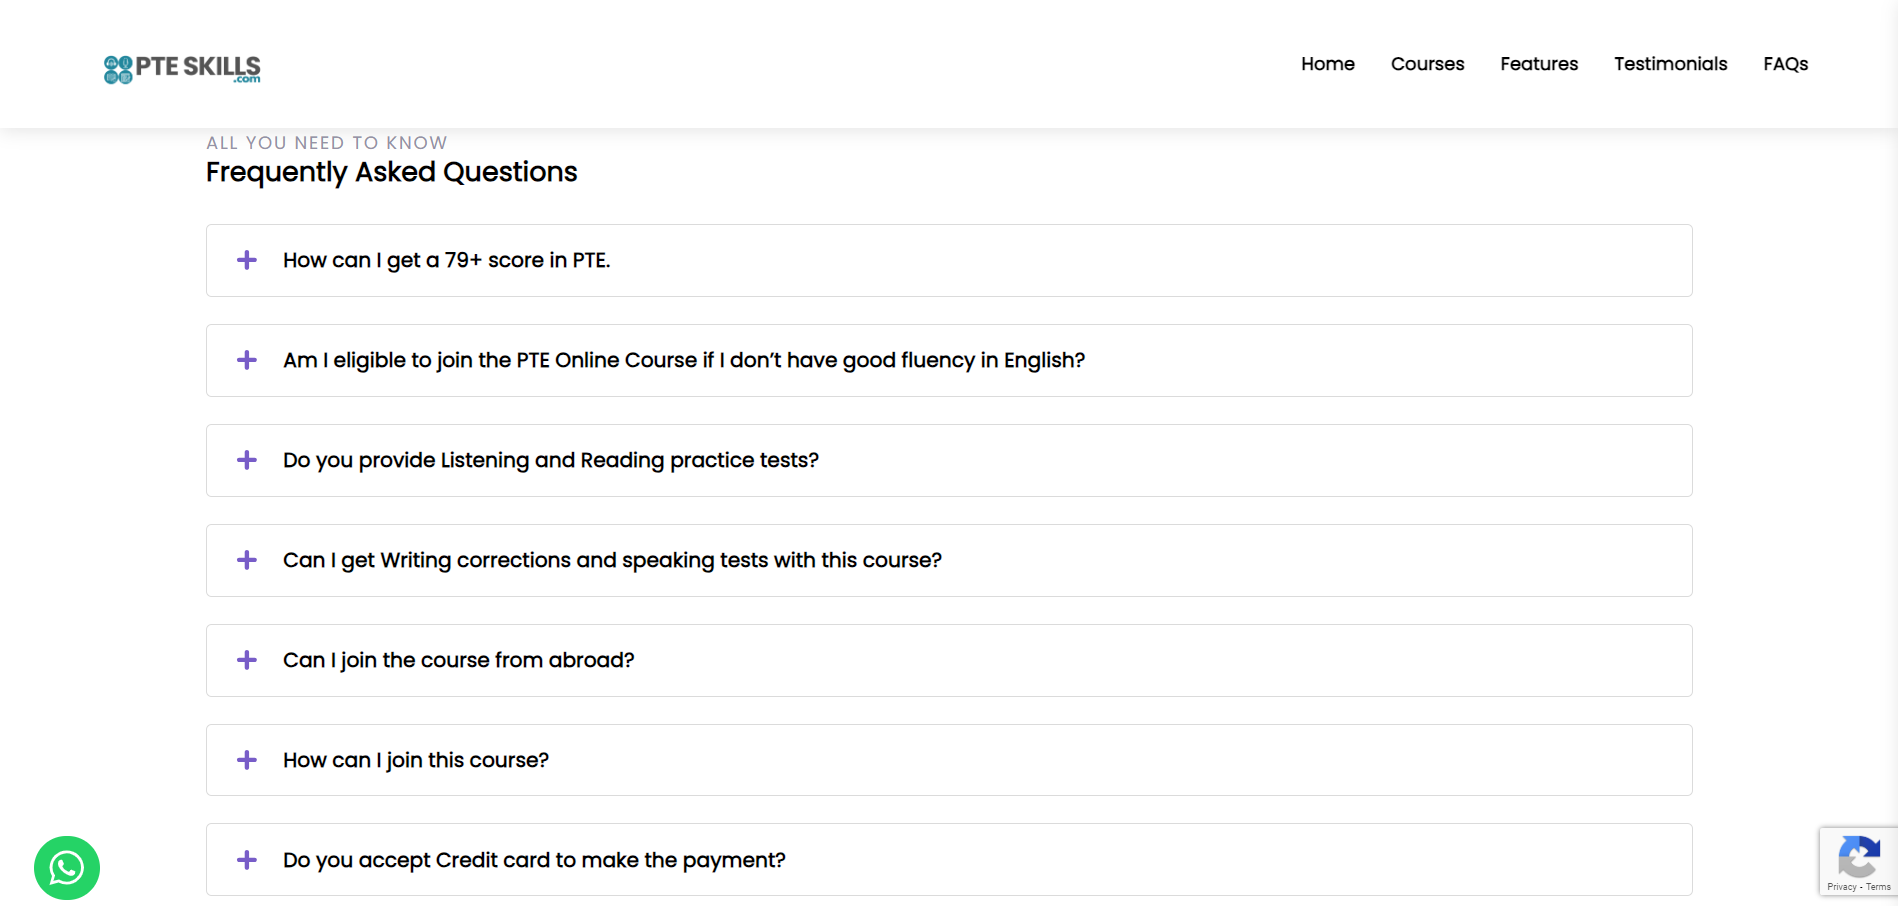 PTE SKILLS
.com
Home
Courses
Features
Testimonials
FAQs
ALL YOU NEED TO KNOW
Frequently Asked Questions
How can I get a 79+ score in PTE.
Am I eligible to join the PTE Online Course if I don’t have good fluency in English?
Do you provide Listening and Reading practice tests?
Can I get Writing corrections and speaking tests with this course?
Can I join the course from abroad?
How can I join this course?
Do you accept Credit card to make the payment?
Privacy - Terms